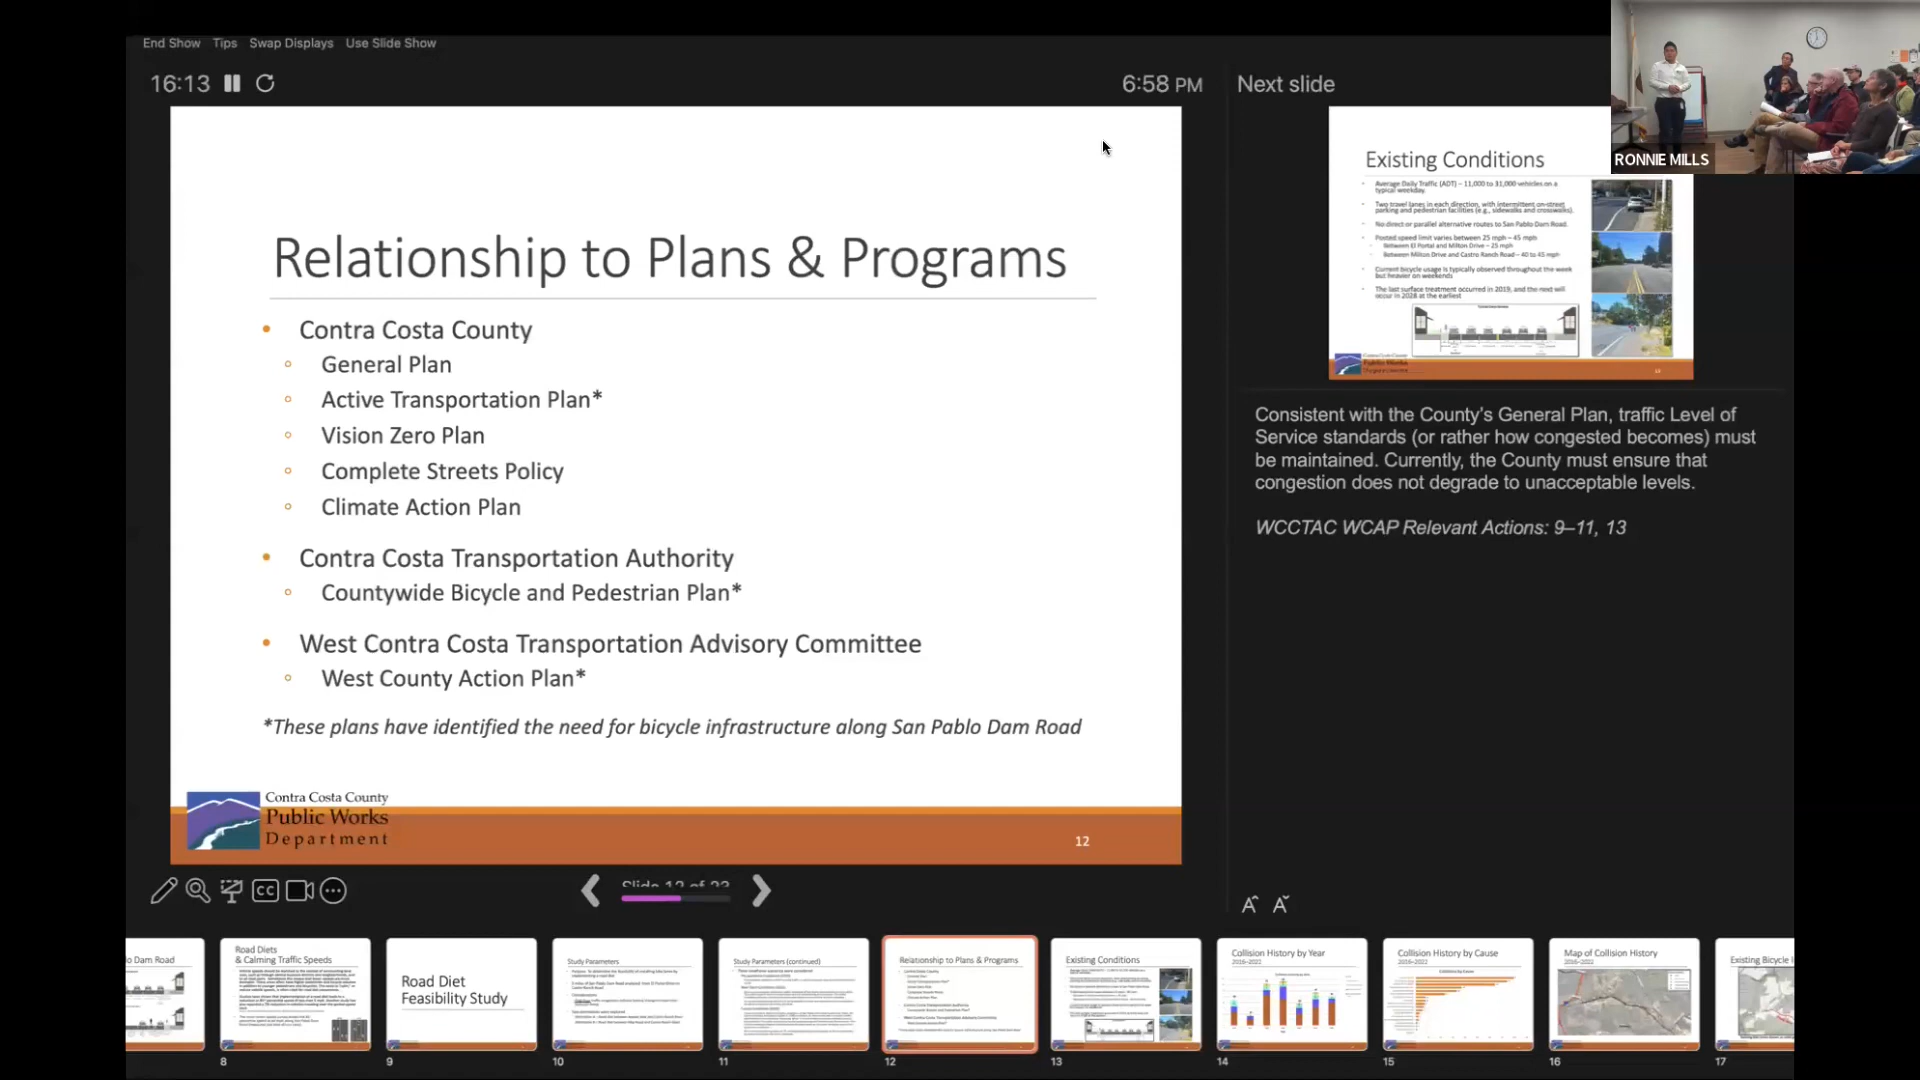 End Show Tips Swap Displays Use Slide Show
16:13
6:58 PM
Next slide
Relationship to Plans & Programs
• Contra Costa County
◦ General Plan
◦ Active Transportation Plan*
◦ Vision Zero Plan
◦ Complete Streets Policy
◦ Climate Action Plan
• Contra Costa Transportation Authority
◦ Countywide Bicycle and Pedestrian Plan*
• West Contra Costa Transportation Advisory Committee
◦ West County Action Plan*
*These plans have identified the need for bicycle infrastructure along San Pablo Dam Road
Contra Costa County
Public Works
Department
12
Existing Conditions
Average Daily Traffic (ADT) – 11,000 to 31,000 vehicles on a
typical weekday
Two travel lanes in each direction, with intermittent on-street
parking and pedestrian facilities (e.g., sidewalks and crosswalks).
No direct or parallel alternative routes to San Pablo Dam Road.
Posted speed limit varies between 25 mph – 45 mph
Between El Portal and Milton Drive – 25 mph
Between Milton Drive and Castro Ranch Road – 40 to 45 mph
Current bicycle usage is typically observed throughout the week
but heavier on weekends
The last surface treatment occurred in 2019, and the next will
occur in 2028 at the earliest
RONNIE MILLS
Consistent with the County's General Plan, traffic Level of
Service standards (or rather how congested becomes) must
be maintained. Currently, the County must ensure that
congestion does not degrade to unacceptable levels.
WCCTAC WCAP Relevant Actions: 9–11, 13
CC
Slide 12 of 23
A A
Dam Road
Road Diets
& Calming Traffic Speeds
8
Road Diet
Feasibility Study
9
Study Parameters
10
Study Parameters (continued)
11
Relationship to Plans & Programs
12
Existing Conditions
13
Collision History by Year
2016–2022
14
Collision History by Cause
2016–2022
15
Map of Collision History
2016–2022
16
Existing Bicycle
17